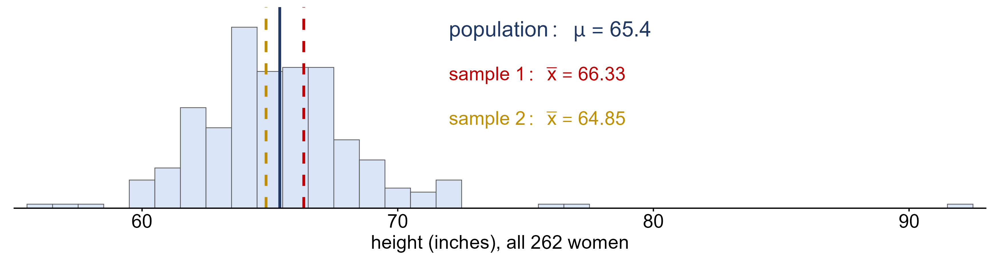 population: μ = 65.4
sample 1: x̅ = 66.33
sample 2: x̅ = 64.85
60 70 80 90
height (inches), all 262 women